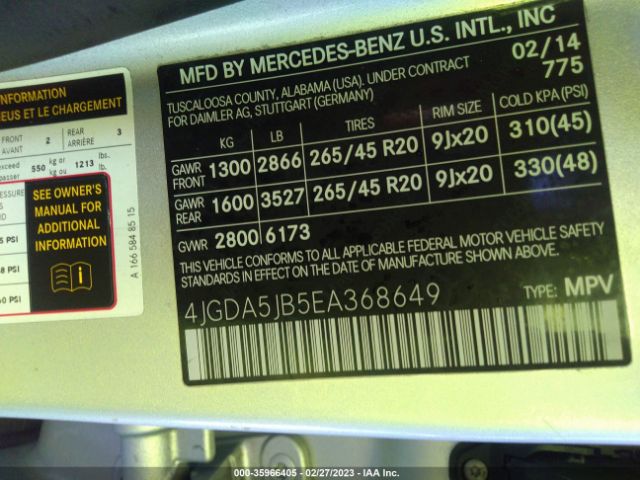 INFORMATION
EUS ET LE CHARGEMENT
FRONT 2 REAR 3
AVANT ARRIÈRE
550 kg or 1213 lbs.
kg ou lb.
SEE OWNER'S
MANUAL FOR
ADDITIONAL
INFORMATION
PSI
PSI
PSI
A 166 584 85 15
MFD BY MERCEDES-BENZ U.S. INTL., INC
02/14
775
TUSCALOOSA COUNTY, ALABAMA (USA). UNDER CONTRACT
FOR DAIMLER AG, STUTTGART (GERMANY)
KG LB TIRES RIM SIZE COLD KPA (PSI)
GAWR FRONT 1300 2866 265/45 R20 9Jx20 310(45)
GAWR REAR 1600 3527 265/45 R20 9Jx20 330(48)
GVWR 2800 6173
THIS VEHICLE CONFORMS TO ALL APPLICABLE FEDERAL MOTOR VEHICLE SAFETY
STANDARDS IN EFFECT ON THE DATE OF MANUFACTURE SHOWN ABOVE.
4JGDA5JB5EA368649 TYPE: MPV
000-35966405 - 02/27/2023 - IAA Inc.